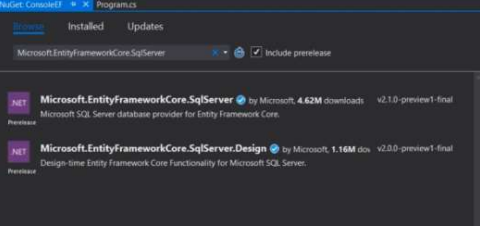 NuGet: ConsoleEF Program.cs
Browse Installed Updates
Microsoft.EntityFrameworkCore.SqlServer Include prerelease
.NET Microsoft.EntityFrameworkCore.SqlServer by Microsoft, 4.62M downloads v2.1.0-preview1-final
Prerelease Microsoft SQL Server database provider for Entity Framework Core.
.NET Microsoft.EntityFrameworkCore.SqlServer.Design by Microsoft, 1.16M dov v2.0.0-preview1-final
Prerelease Design-time Entity Framework Core Functionality for Microsoft SQL Server.